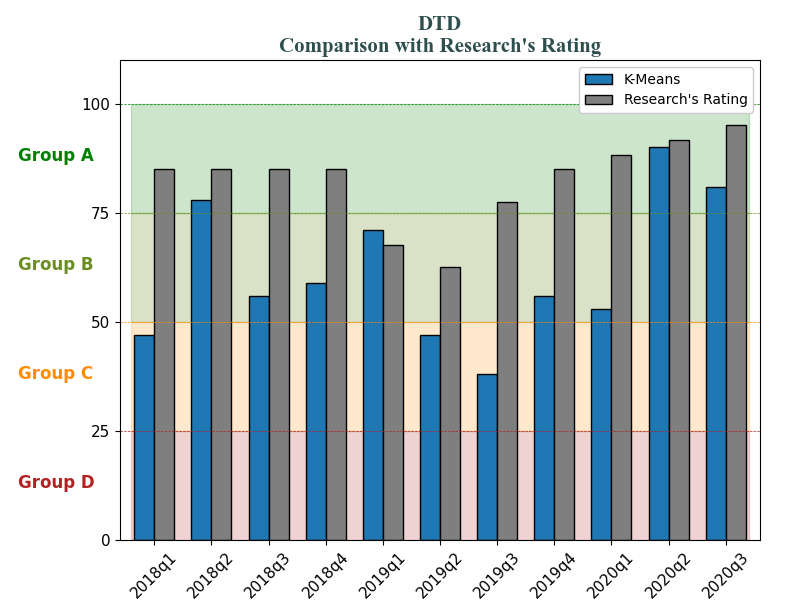 DTD
Comparison with Research's Rating
K-Means
Research's Rating
100
Group A
75
Group B
50
Group C
25
Group D
0
2018q1 2018q2 2018q3 2018q4 2019q1 2019q2 2019q3 2019q4 2020q1 2020q2 2020q3